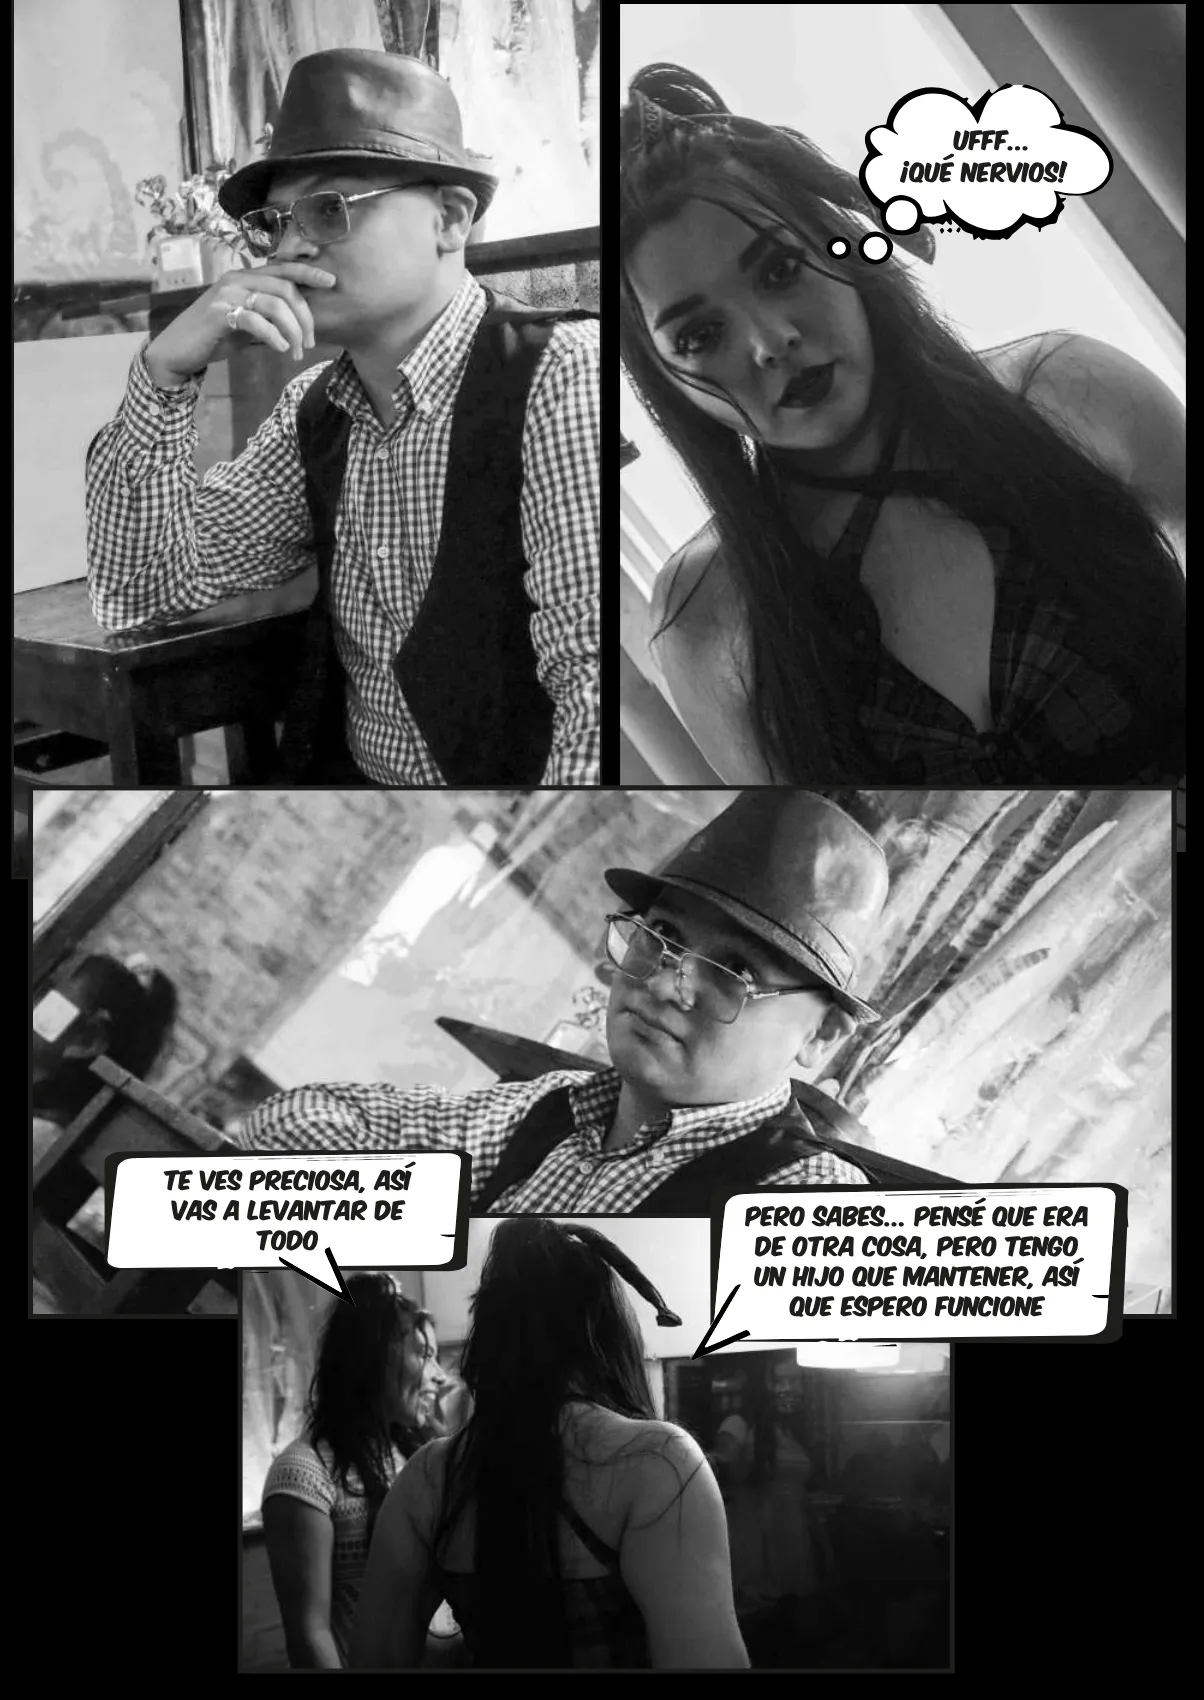 UFFF...
¡QUÉ NERVIOS!
TE VES PRECIOSA, ASÍ
VAS A LEVANTAR DE
TODO
PERO SABES... PENSÉ QUE ERA
DE OTRA COSA, PERO TENGO
UN HIJO QUE MANTENER, ASÍ
QUE ESPERO FUNCIONE